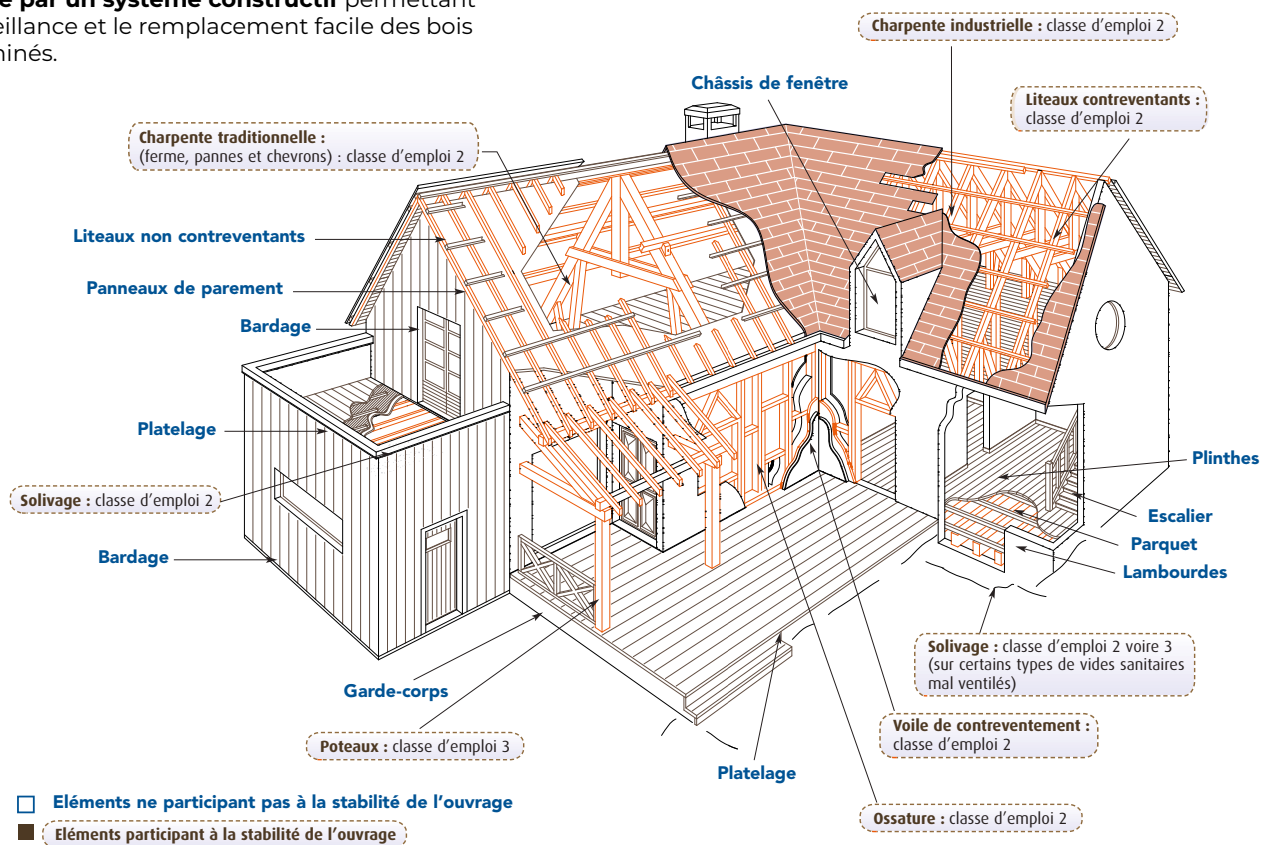 par un système constructif permettant
et le remplacement facile des bois
Charpente industrielle : classe d'emploi 2
Châssis de fenêtre
Liteaux contreventants :
classe d'emploi 2
Charpente traditionnelle :
(ferme, pannes et chevrons) : classe d'emploi 2
Liteaux non contreventants
Panneaux de parement
Bardage
Platelage
Plinthes
Solivage : classe d'emploi 2
Escalier
Parquet
Bardage
Lambourdes
Solivage : classe d'emploi 2 voire 3
(sur certains types de vides sanitaires
mal ventilés)
Garde-corps
Voile de contreventement :
classe d'emploi 2
Poteaux : classe d'emploi 3
Platelage
Eléments ne participant pas à la stabilité de l'ouvrage
Ossature : classe d'emploi 2
Eléments participant à la stabilité de l'ouvrage